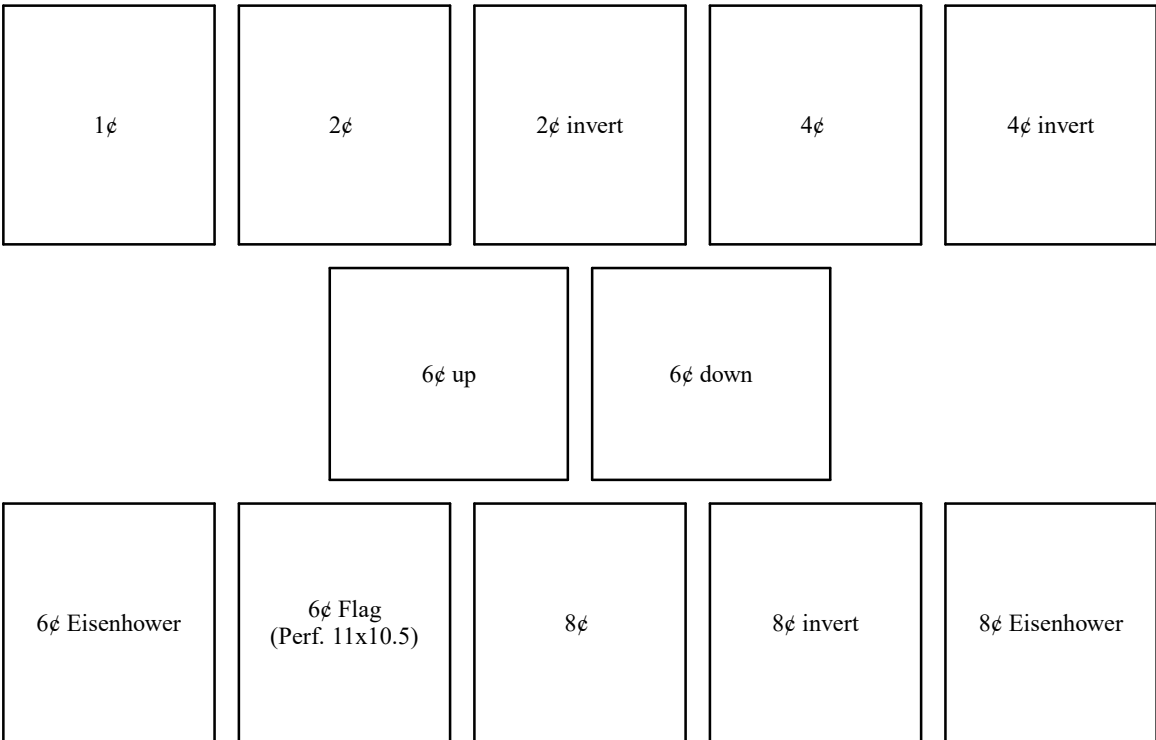 1¢
2¢
2¢ invert
4¢
4¢ invert
6¢ up
6¢ down
6¢ Eisenhower
6¢ Flag
(Perf. 11x10.5)
8¢
8¢ invert
8¢ Eisenhower